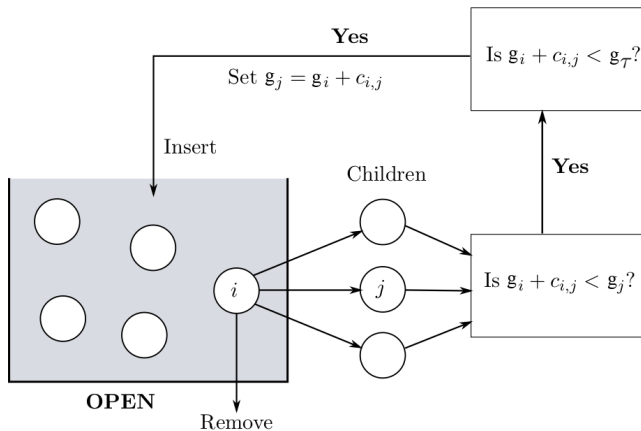 Yes
Is g_i + c_{i,j} < g_τ?
Set g_j = g_i + c_{i,j}
Insert
Children
Yes
i
j
Is g_i + c_{i,j} < g_j?
OPEN
Remove